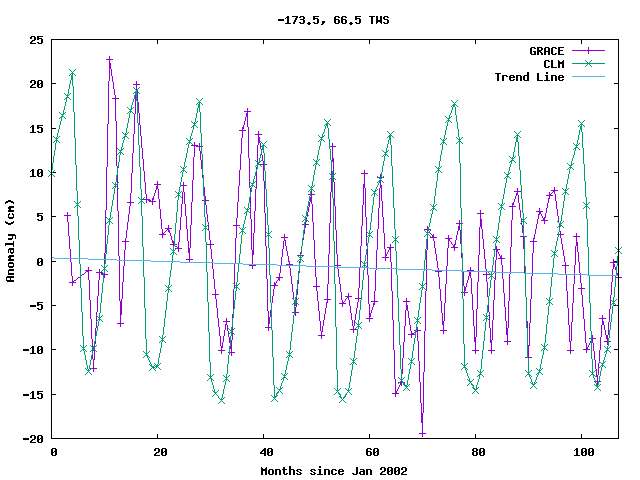 -173.5, 66.5 TWS
GRACE
CLM
Trend Line
25
20
15
10
5
0
-5
-10
-15
-20
Anomaly (cm)
0 20 40 60 80 100
Months since Jan 2002